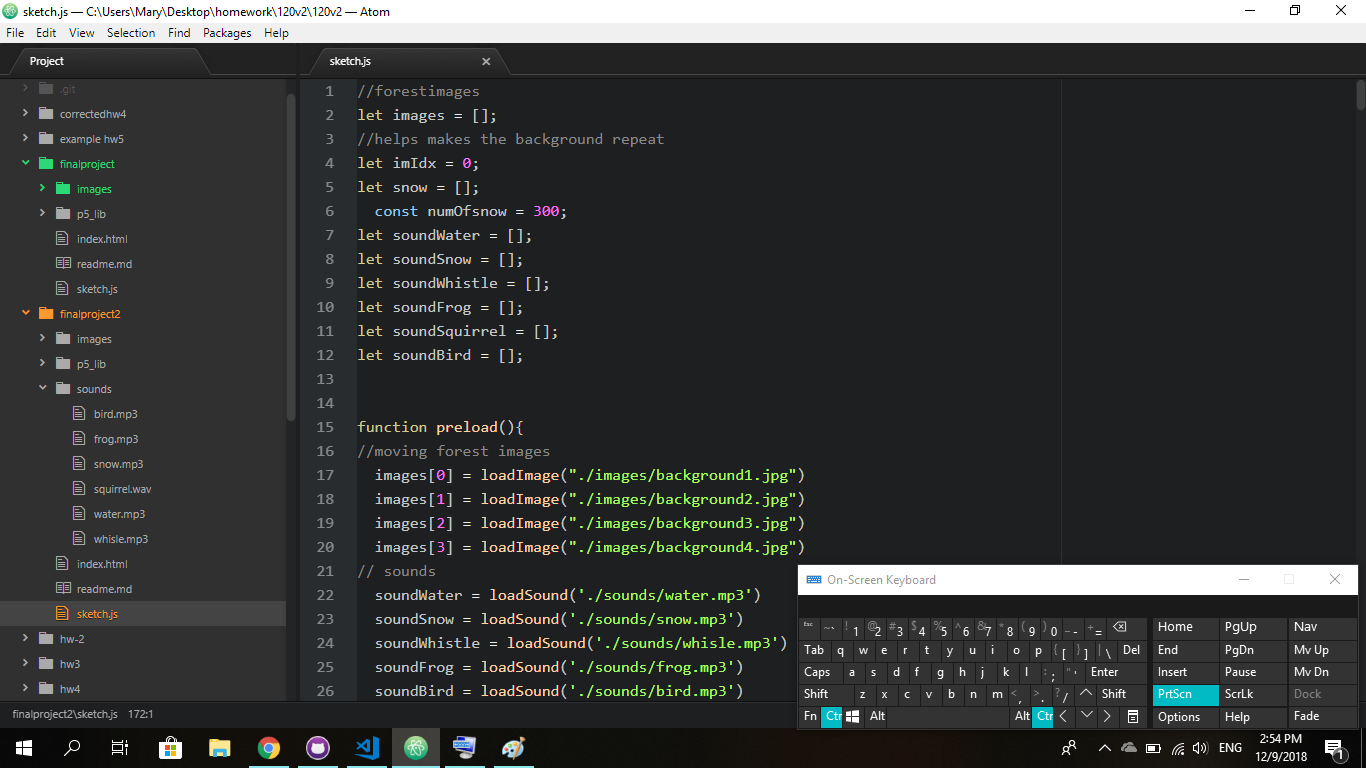 sketch.js — C:\Users\Mary\Desktop\homework\120v2\120v2 — Atom
File Edit View Selection Find Packages Help
Project
.git
correctedhw4
example hw5
finalproject
images
p5_lib
index.html
readme.md
sketch.js
finalproject2
images
p5_lib
sounds
bird.mp3
frog.mp3
snow.mp3
squirrel.wav
water.mp3
whisle.mp3
index.html
readme.md
sketch.js
hw-2
hw3
hw4
sketch.js
1 //forestimages
2 let images = [];
3 //helps makes the background repeat
4 let imIdx = 0;
5 let snow = [];
6 const numOfsnow = 300;
7 let soundWater = [];
8 let soundSnow = [];
9 let soundWhistle = [];
10 let soundFrog = [];
11 let soundSquirrel = [];
12 let soundBird = [];
13
14
15 function preload(){
16 //moving forest images
17 images[0] = loadImage("./images/background1.jpg")
18 images[1] = loadImage("./images/background2.jpg")
19 images[2] = loadImage("./images/background3.jpg")
20 images[3] = loadImage("./images/background4.jpg")
21 // sounds
22 soundWater = loadSound('./sounds/water.mp3')
23 soundSnow = loadSound('./sounds/snow.mp3')
24 soundWhistle = loadSound('./sounds/whisle.mp3')
25 soundFrog = loadSound('./sounds/frog.mp3')
26 soundBird = loadSound('./sounds/bird.mp3')
finalproject2\sketch.js 172:1
On-Screen Keyboard
esc ~ ` ! 1 @ 2 # 3 $ 4 % 5 ^ 6 & 7 * 8 ( 9 ) 0 _ - + = Home PgUp Nav
Tab q w e r t y u i o p { [ } ] | \ Del End PgDn Mv Up
Caps a s d f g h j k l : ; " ' Enter Insert Pause Mv Dn
Shift z x c v b n m < , > . ? / Shift PrtScn ScrLk Dock
Fn Ctr Alt Alt Ctr Options Help Fade
ENG
2:54 PM
12/9/2018
1